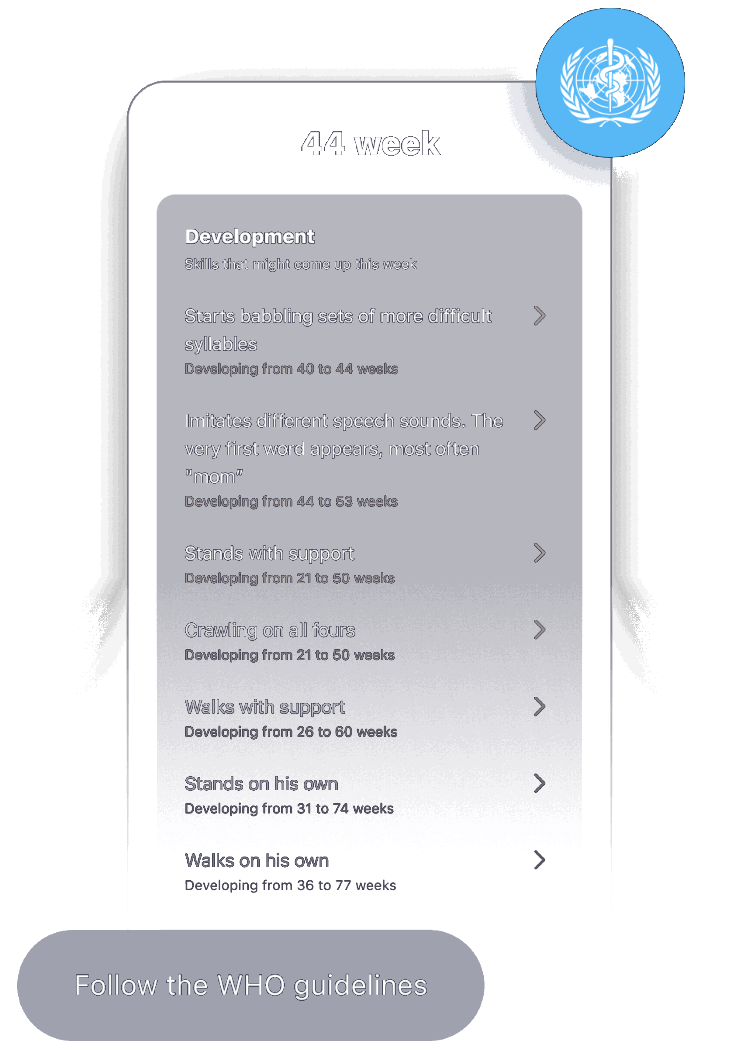 44 week
Development
Skills that might come up this week
Starts babbling sets of more difficult
syllables
Developing from 40 to 44 weeks
Imitates different speech sounds. The
very first word appears, most often
"mom"
Developing from 44 to 53 weeks
Stands with support
Developing from 21 to 50 weeks
Crawling on all fours
Developing from 21 to 50 weeks
Walks with support
Developing from 26 to 60 weeks
Stands on his own
Developing from 31 to 74 weeks
Walks on his own
Developing from 36 to 77 weeks
Follow the WHO guidelines